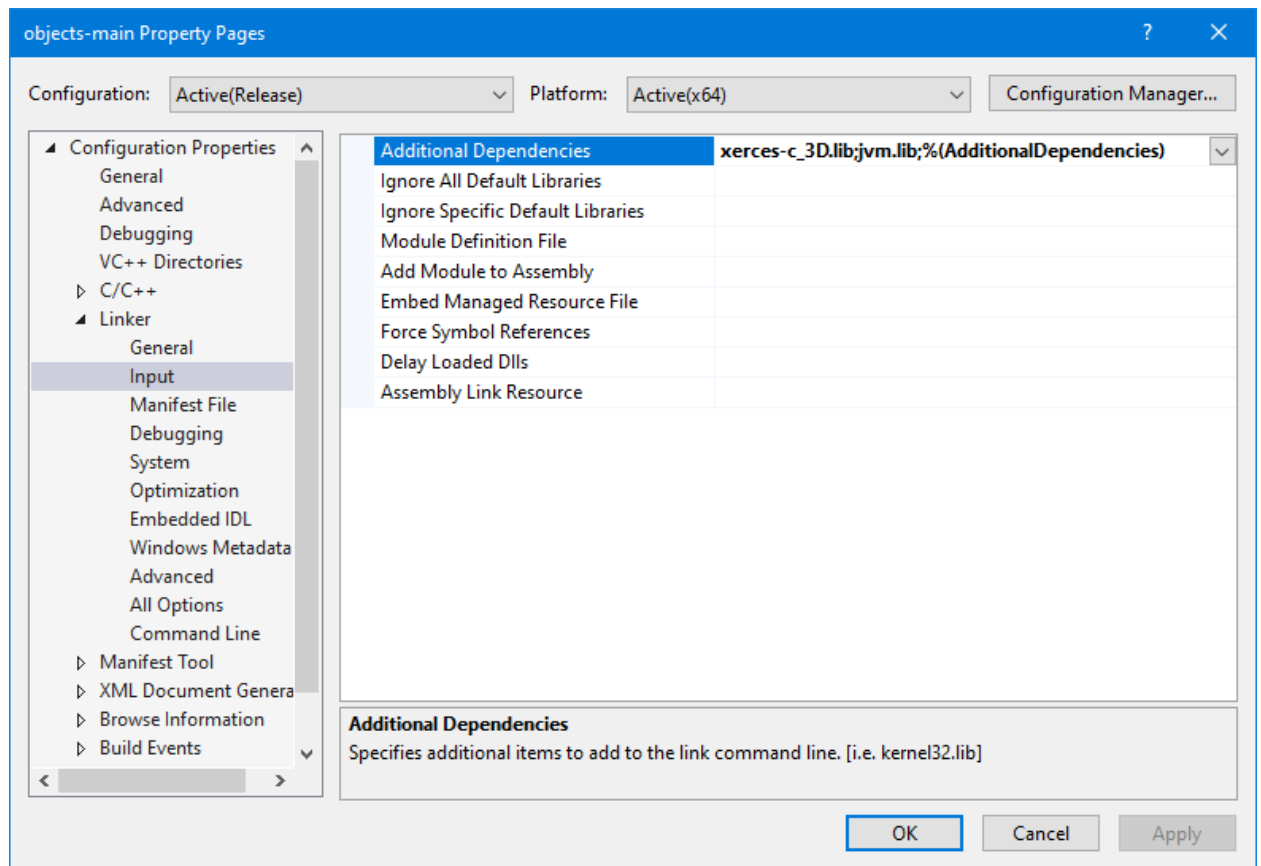 objects-main Property Pages
Configuration: Active(Release) Platform: Active(x64) Configuration Manager...
Configuration Properties
General
Advanced
Debugging
VC++ Directories
C/C++
Linker
General
Input
Manifest File
Debugging
System
Optimization
Embedded IDL
Windows Metadata
Advanced
All Options
Command Line
Manifest Tool
XML Document Genera
Browse Information
Build Events
Additional Dependencies xerces-c_3D.lib;jvm.lib;%(AdditionalDependencies)
Ignore All Default Libraries
Ignore Specific Default Libraries
Module Definition File
Add Module to Assembly
Embed Managed Resource File
Force Symbol References
Delay Loaded Dlls
Assembly Link Resource
Additional Dependencies
Specifies additional items to add to the link command line. [i.e. kernel32.lib]
OK Cancel Apply